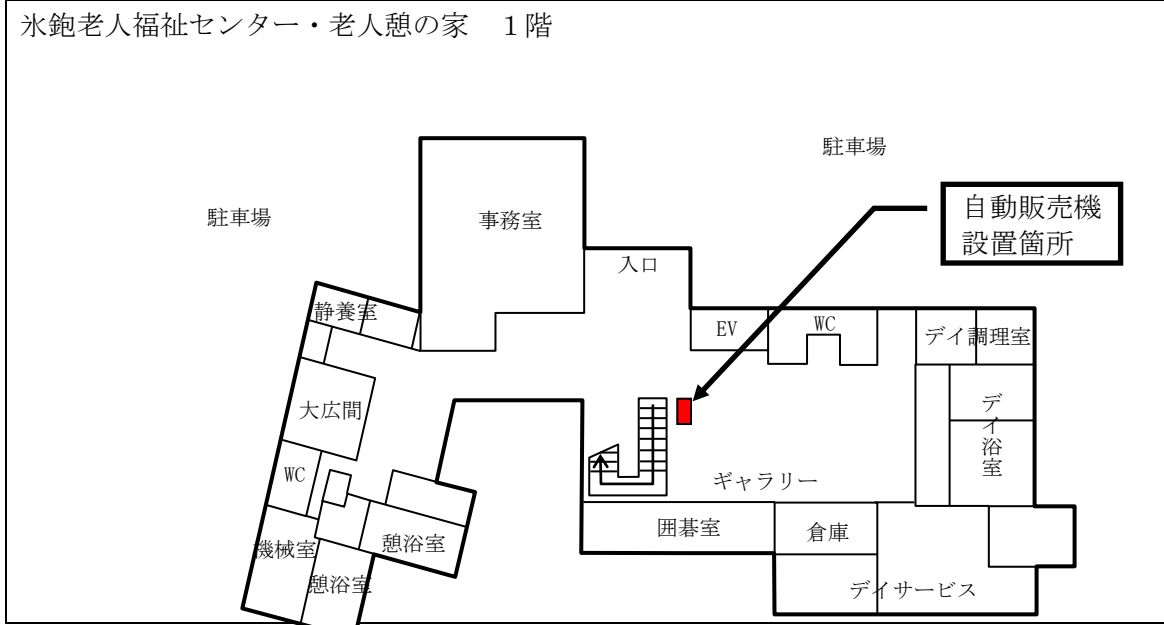 氷鉋老人福祉センター・老人憩の家　１階
駐車場
駐車場
自動販売機
設置箇所
事務室
入口
静養室
EV
WC
デイ調理室
大広間
デイ浴室
WC
ギャラリー
囲碁室
倉庫
憩浴室
機械室
憩浴室
デイサービス